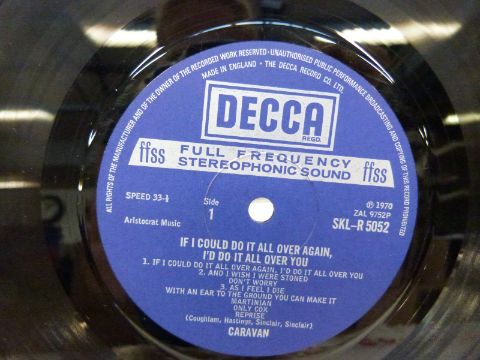 ALL RIGHTS OF THE MANUFACTURER AND OF THE OWNER OF THE RECORDED WORK RESERVED · UNAUTHORISED PUBLIC PERFORMANCE BROADCASTING AND COPYING OF THIS RECORD PROHIBITED
MADE IN ENGLAND · THE DECCA RECORD CO. LTD.
DECCA
REGD.
ffss FULL FREQUENCY STEREOPHONIC SOUND ffss
SPEED 33⅓
Side
1
℗ 1970
ZAL 9752P
Aristocrat Music
SKL-R 5052
IF I COULD DO IT ALL OVER AGAIN,
I'D DO IT ALL OVER YOU
1. IF I COULD DO IT ALL OVER AGAIN, I'D DO IT ALL OVER YOU
2. AND I WISH I WERE STONED
DON'T WORRY
3. AS I FEEL I DIE
WITH AN EAR TO THE GROUND YOU CAN MAKE IT
MARTINIAN
ONLY COX
REPRISE
(Coughlam, Hastings, Sinclair, Sinclair)
CARAVAN